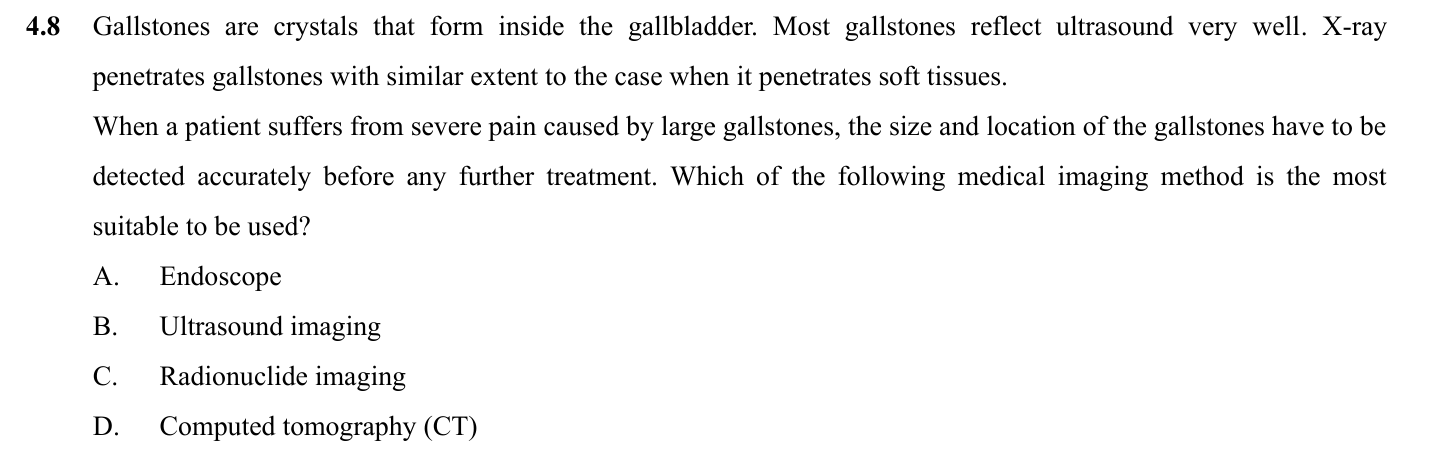 4.8 Gallstones are crystals that form inside the gallbladder. Most gallstones reflect ultrasound very well. X-ray
penetrates gallstones with similar extent to the case when it penetrates soft tissues.
When a patient suffers from severe pain caused by large gallstones, the size and location of the gallstones have to be
detected accurately before any further treatment. Which of the following medical imaging method is the most
suitable to be used?
A. Endoscope
B. Ultrasound imaging
C. Radionuclide imaging
D. Computed tomography (CT)